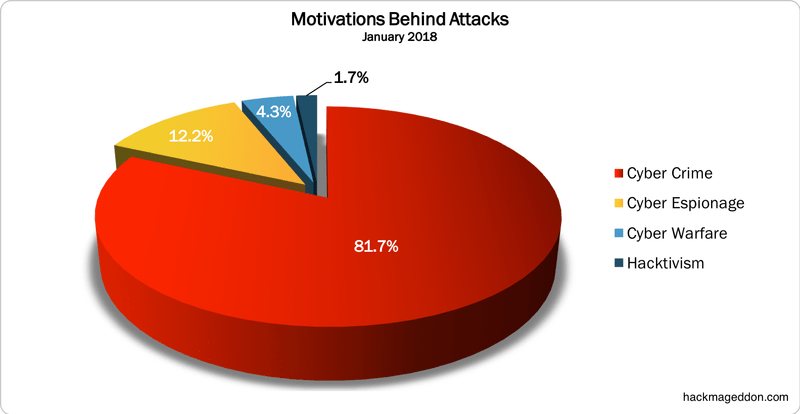 Motivations Behind Attacks
January 2018
1.7%
4.3%
12.2%
81.7%
Cyber Crime
Cyber Espionage
Cyber Warfare
Hacktivism
hackmageddon.com